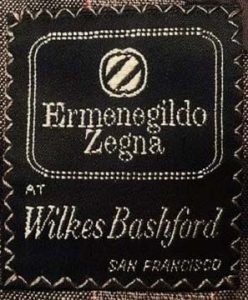 Ermenegildo
Zegna
AT
Wilkes Bashford
SAN FRANCISCO